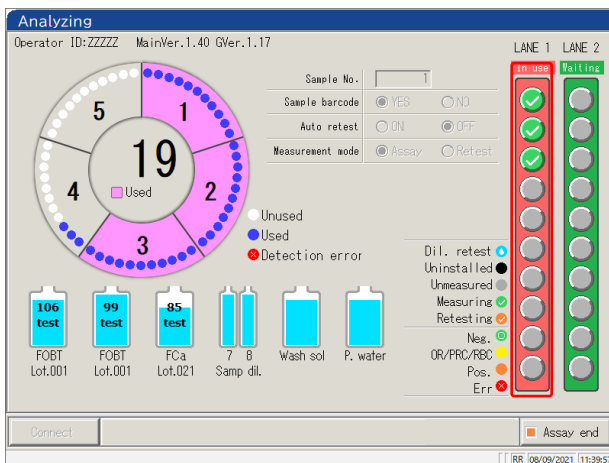 Analyzing
Operator ID:ZZZZZ MainVer.1.40 GVer.1.17
LANE 1 LANE 2
In use Waiting
Sample No. 1
Sample barcode YES NO
Auto retest ON OFF
Measurement mode Assay Retest
5 1
19
Used
4 2
3
Unused
Used
Detection error
Dil. retest
Uninstalled
Unmeasured
Measuring
Retesting
Neg.
OR/PRC/RBC
Pos.
Err
106 99 85
test test test
FOBT FOBT FCa 7 8 Wash sol P. water
Lot.001 Lot.001 Lot.021 Samp dil.
Connect Assay end
RR 08/09/2021 11:39:57